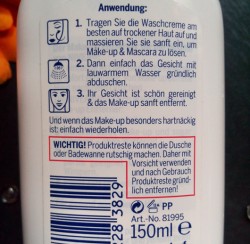 Anwendung:
1. Tragen Sie die Waschcreme am
besten auf trockener Haut auf und
massieren Sie sie sanft ein, um
Make-up & Mascara zu lösen.
2. Dann einfach das Gesicht mit
lauwarmem Wasser gründlich
abduschen.
3. Ihr Gesicht ist schön gereinigt
& das Make-up sanft entfernt.
Und wenn das Make-up besonders hartnäckig
ist: einfach wiederholen.
WICHTIG! Produktreste können die Dusche
oder Badewanne rutschig machen. Daher mit
Vorsicht verwenden
und nach Gebrauch
Produktreste gründ-
lich entfernen!
PP
Art.-No. 81995
150ml e